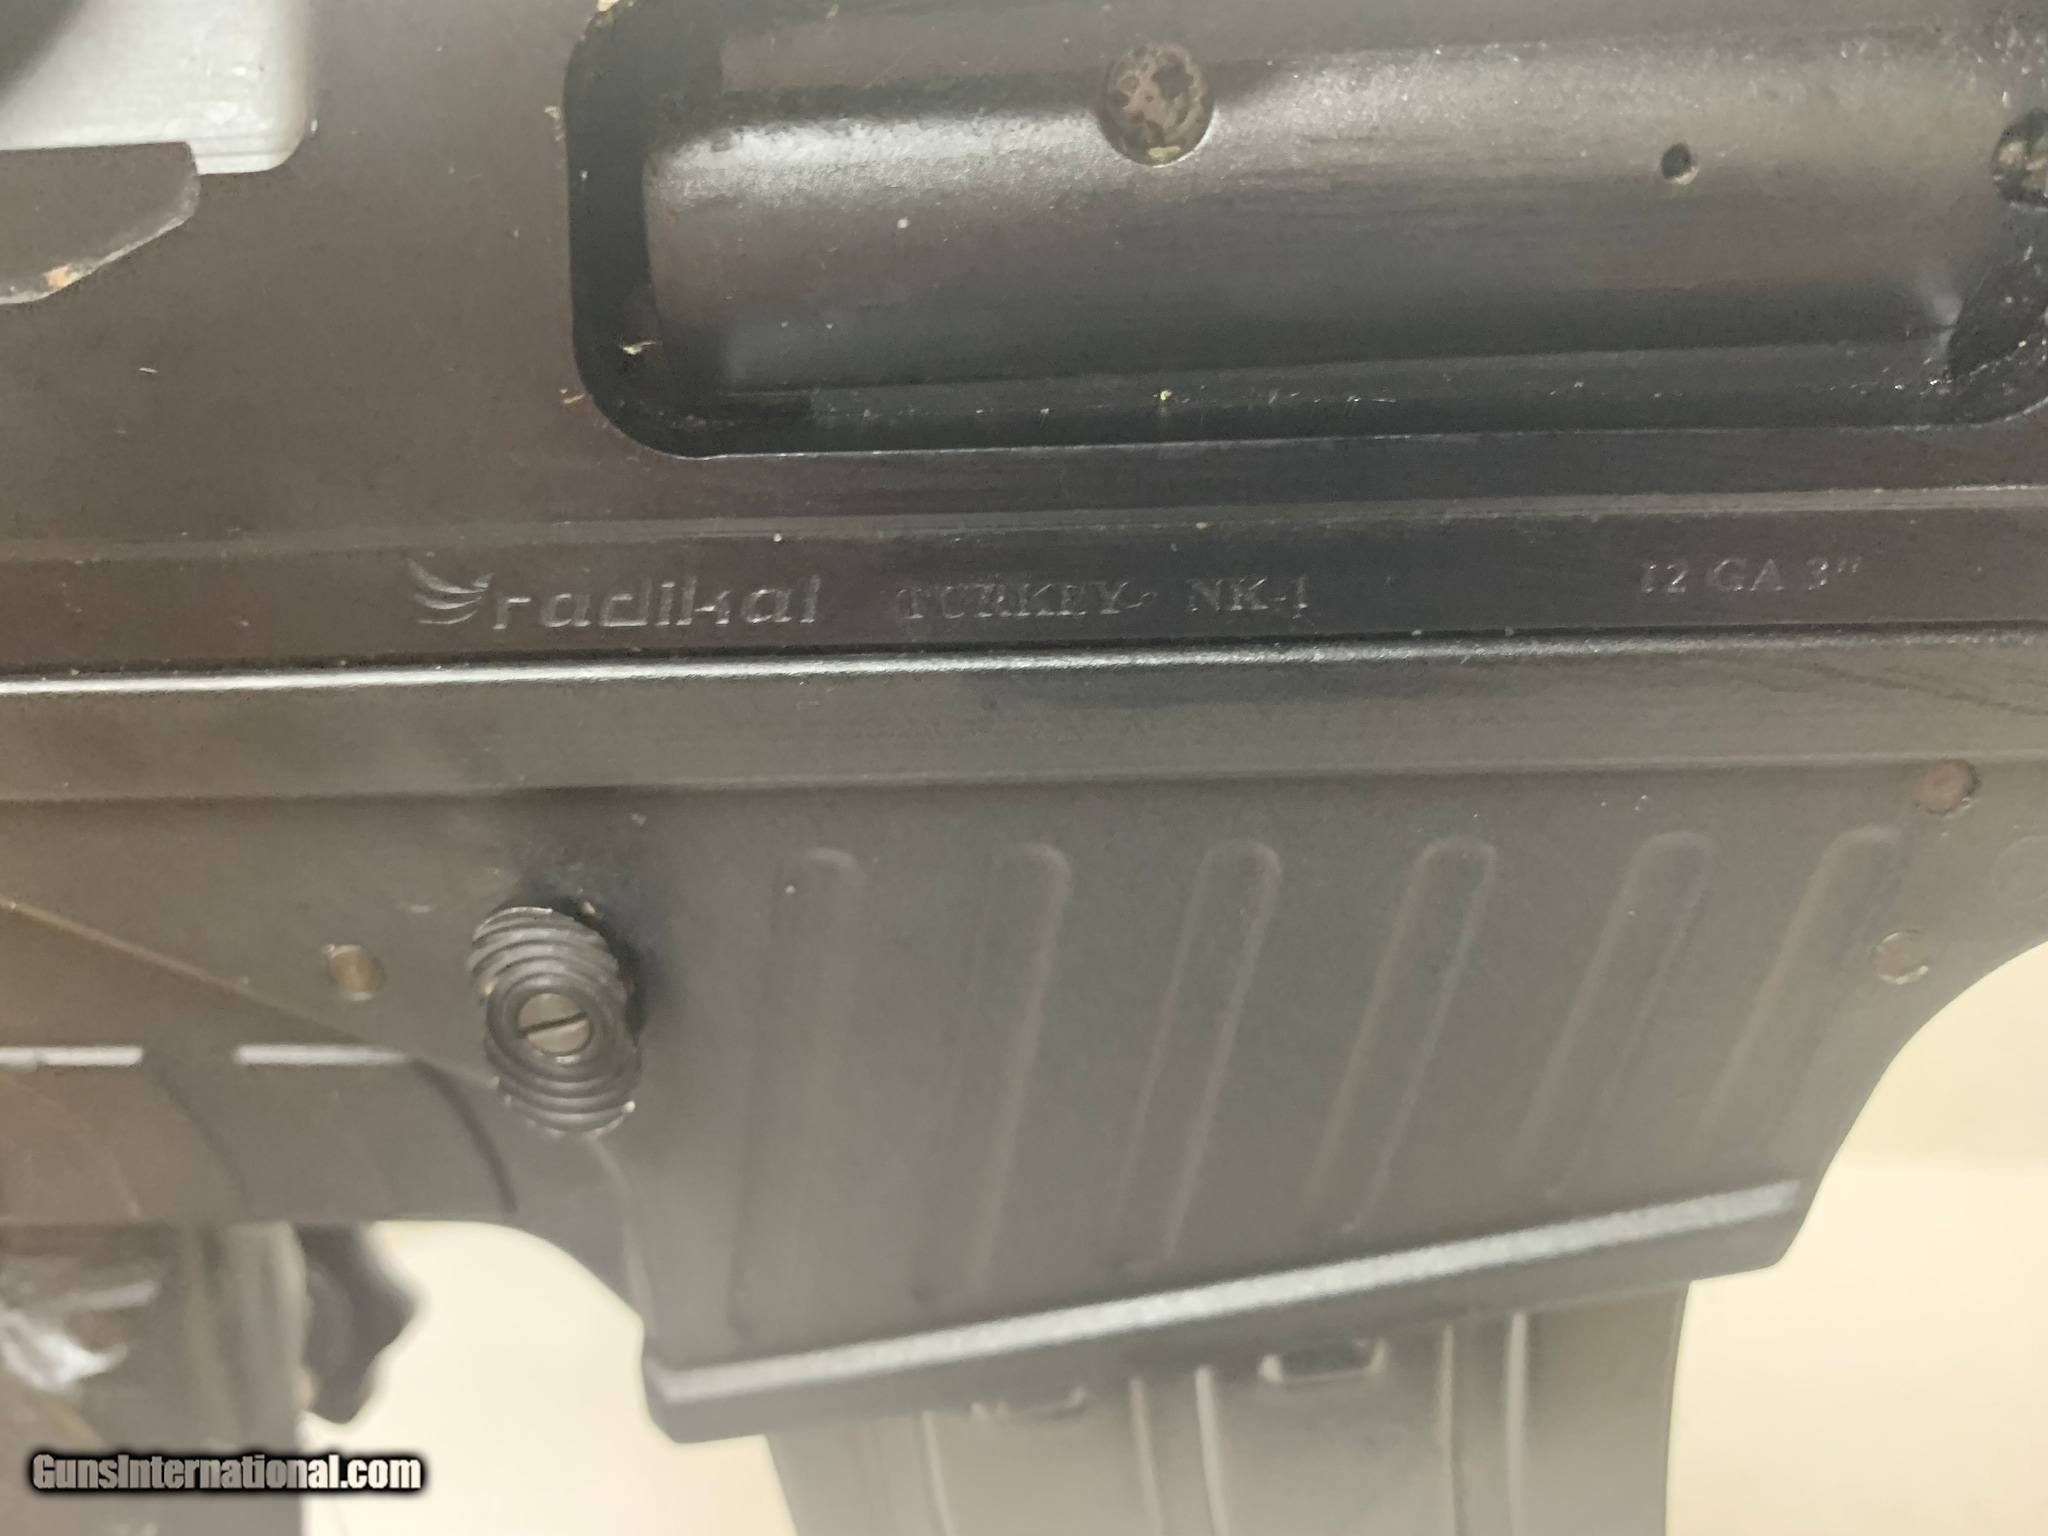 radikal TURKEY- NK-1 12 GA 3"
GunsInternational.com